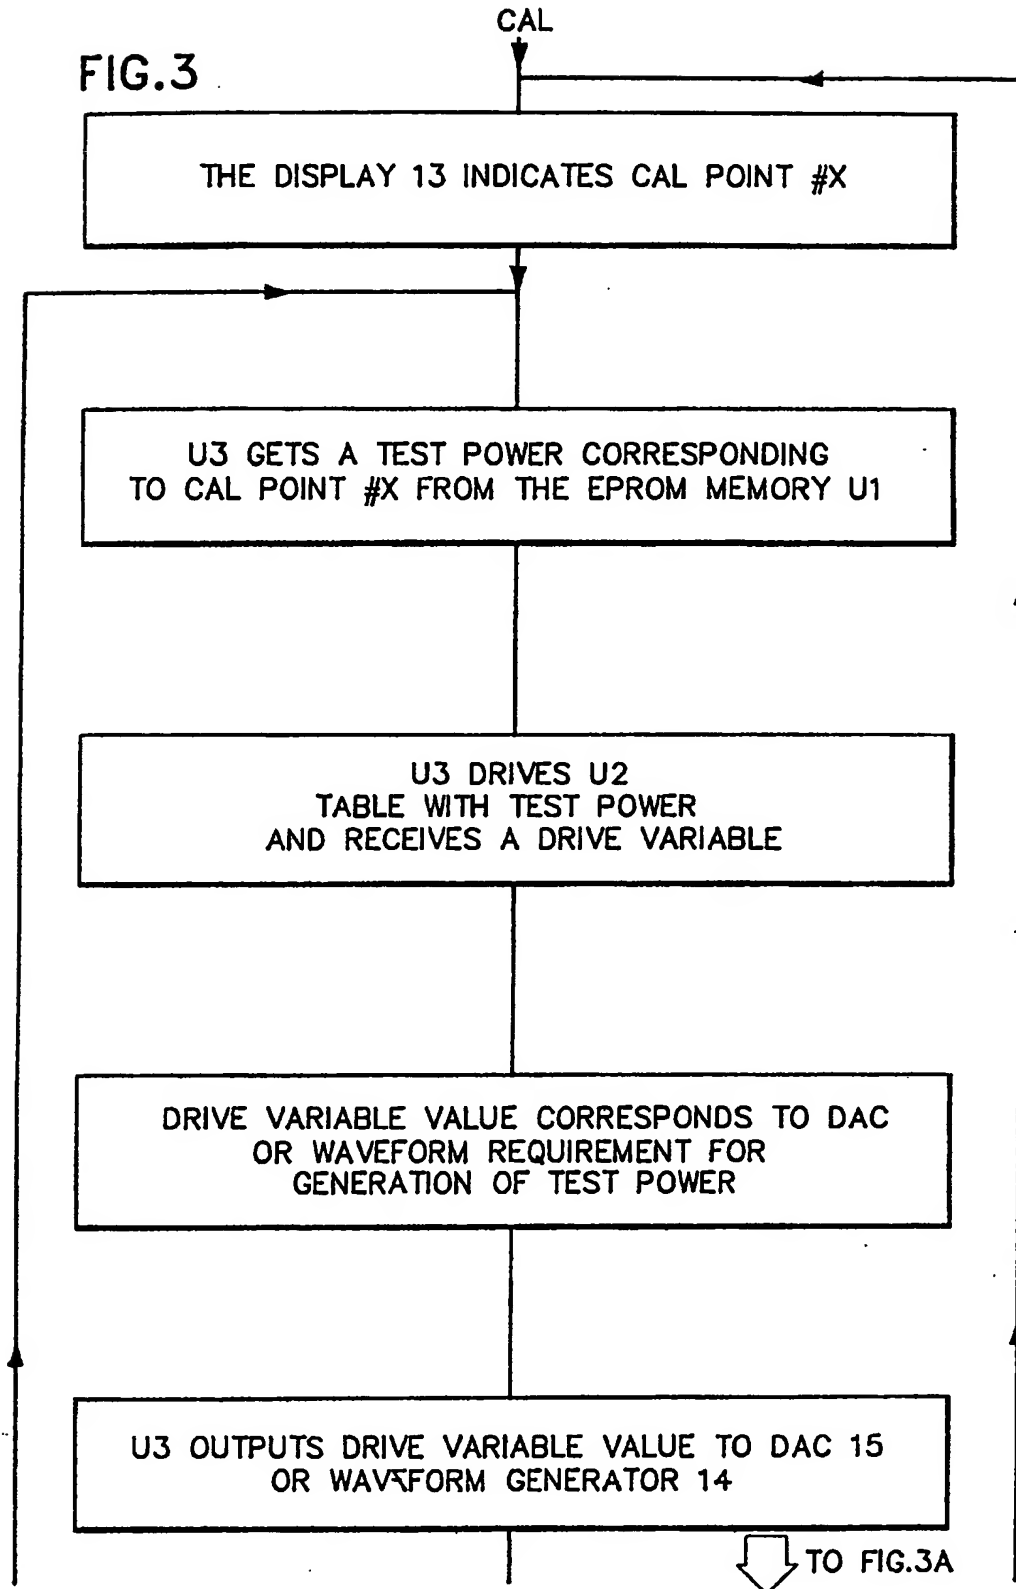 CAL
FIG.3
THE DISPLAY 13 INDICATES CAL POINT #X
U3 GETS A TEST POWER CORRESPONDING
TO CAL POINT #X FROM THE EPROM MEMORY U1
U3 DRIVES U2
TABLE WITH TEST POWER
AND RECEIVES A DRIVE VARIABLE
DRIVE VARIABLE VALUE CORRESPONDS TO DAC
OR WAVEFORM REQUIREMENT FOR
GENERATION OF TEST POWER
U3 OUTPUTS DRIVE VARIABLE VALUE TO DAC 15
OR WAVEFORM GENERATOR 14
TO FIG.3A